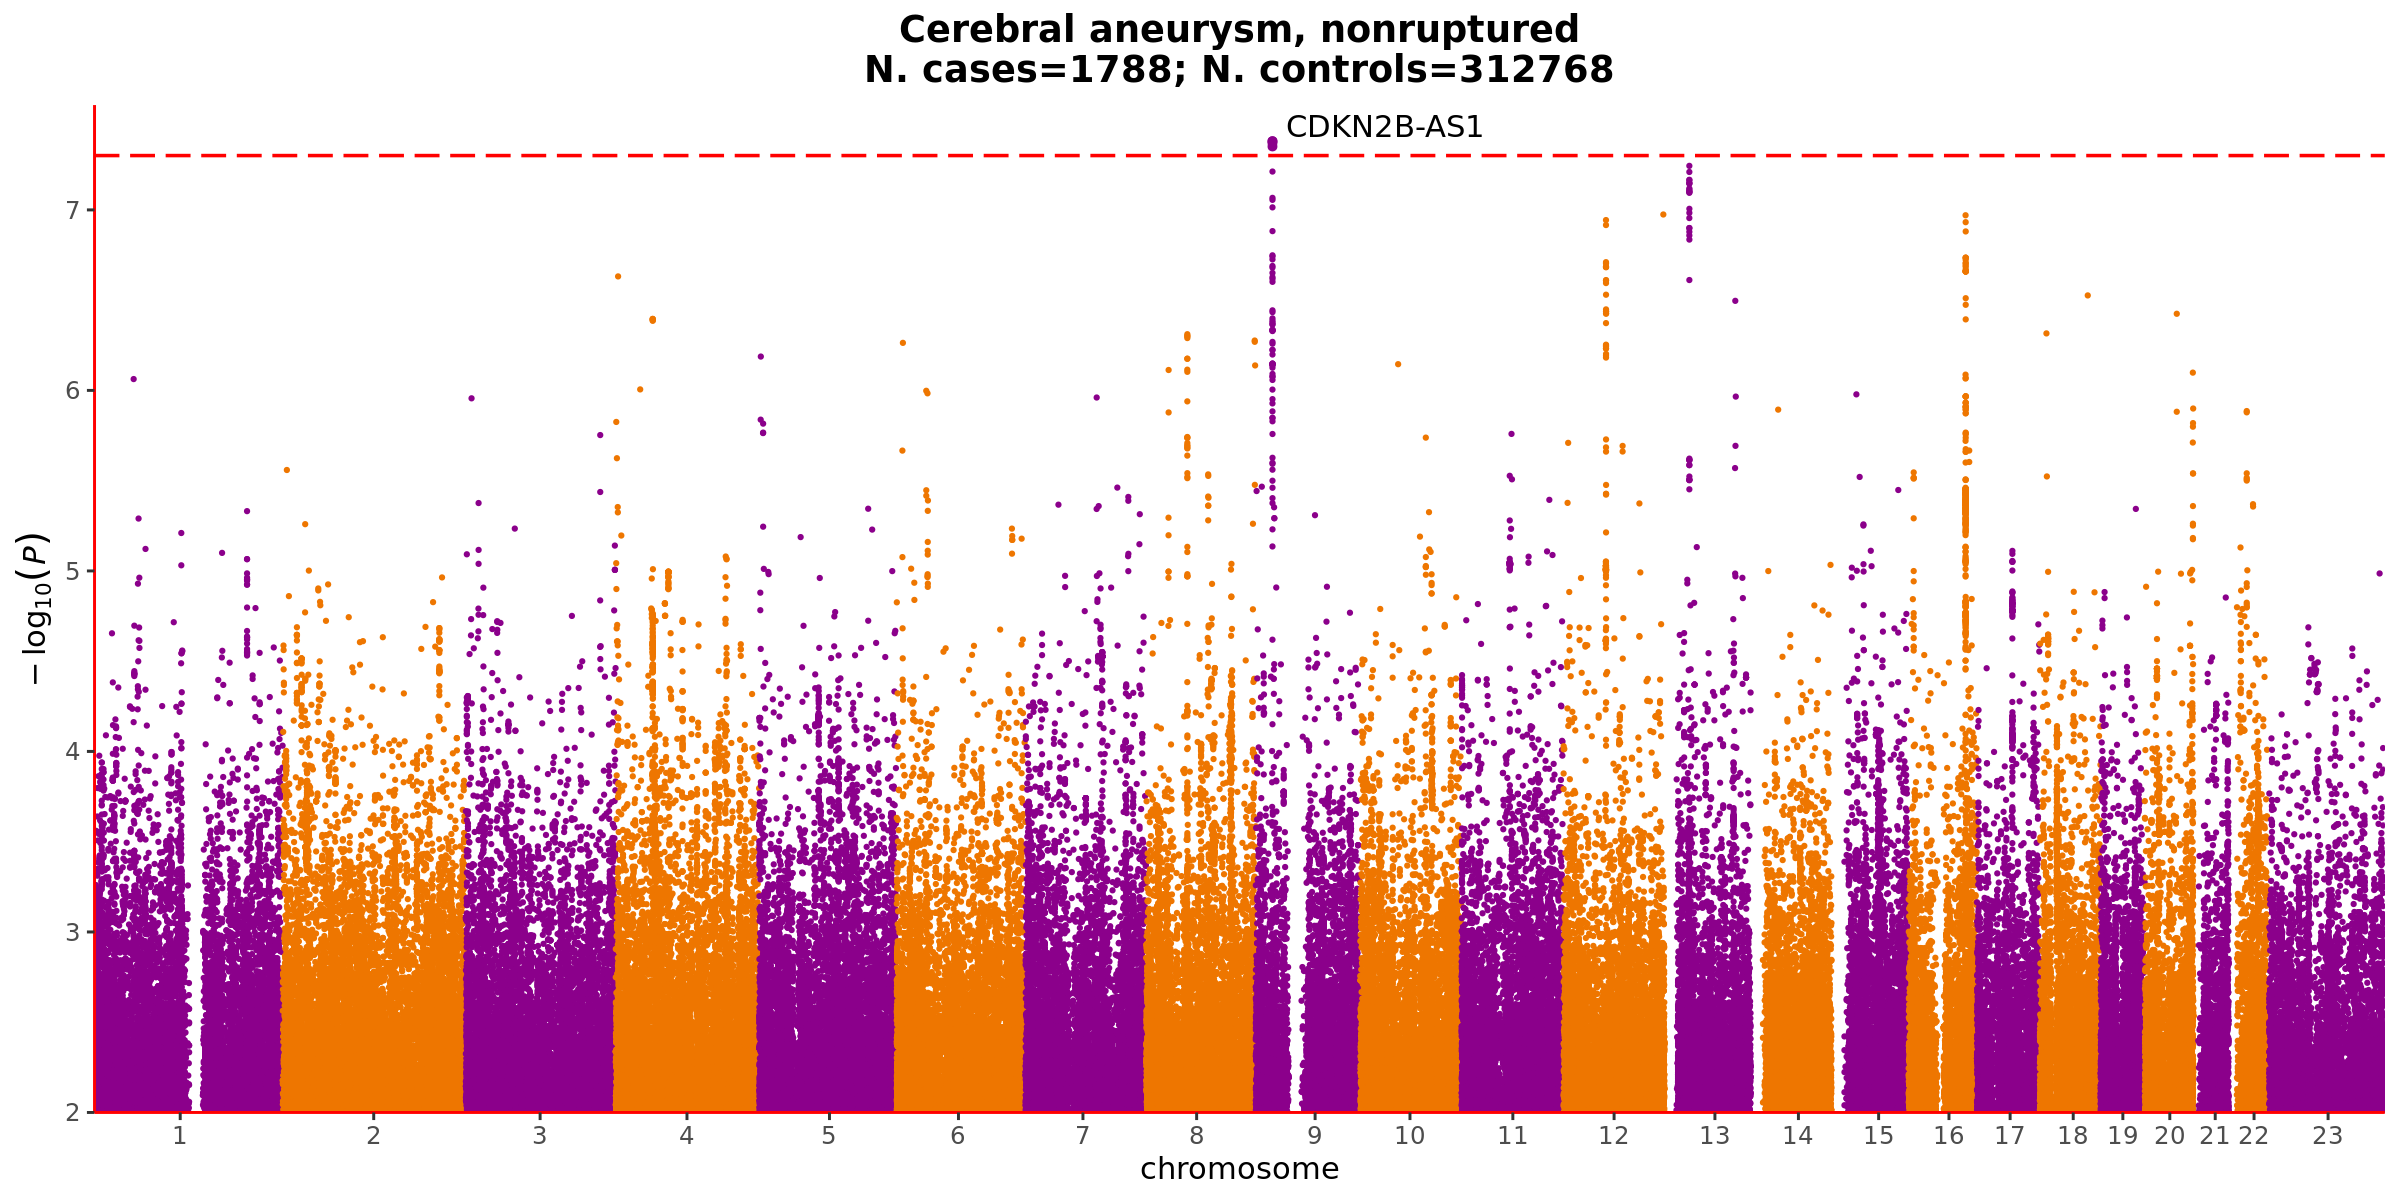 Cerebral aneurysm, nonruptured
N. cases=1788; N. controls=312768
CDKN2B-AS1
7
6
5
4
3
2
−log10(P)
1 2 3 4 5 6 7 8 9 10 11 12 13 14 15 16 17 18 19 20 21 22 23
chromosome